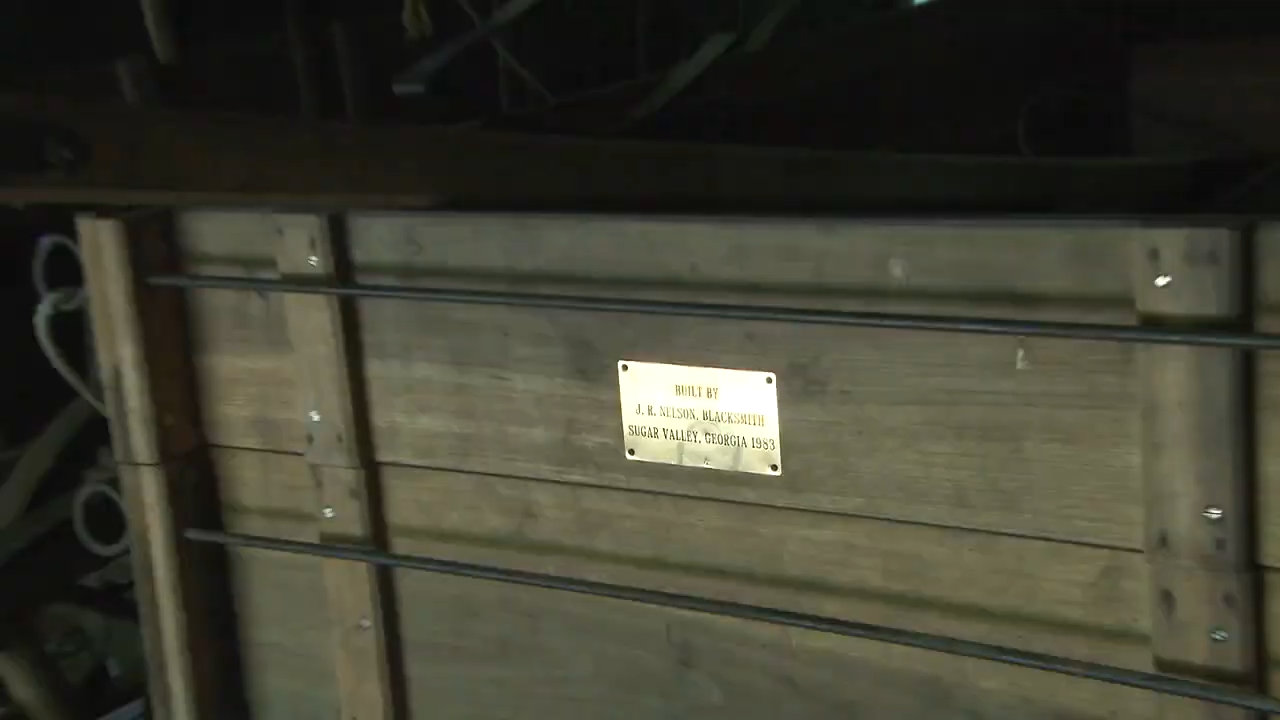 BUILT BY
J. R. NELSON, BLACKSMITH
SUGAR VALLEY, GEORGIA 1983